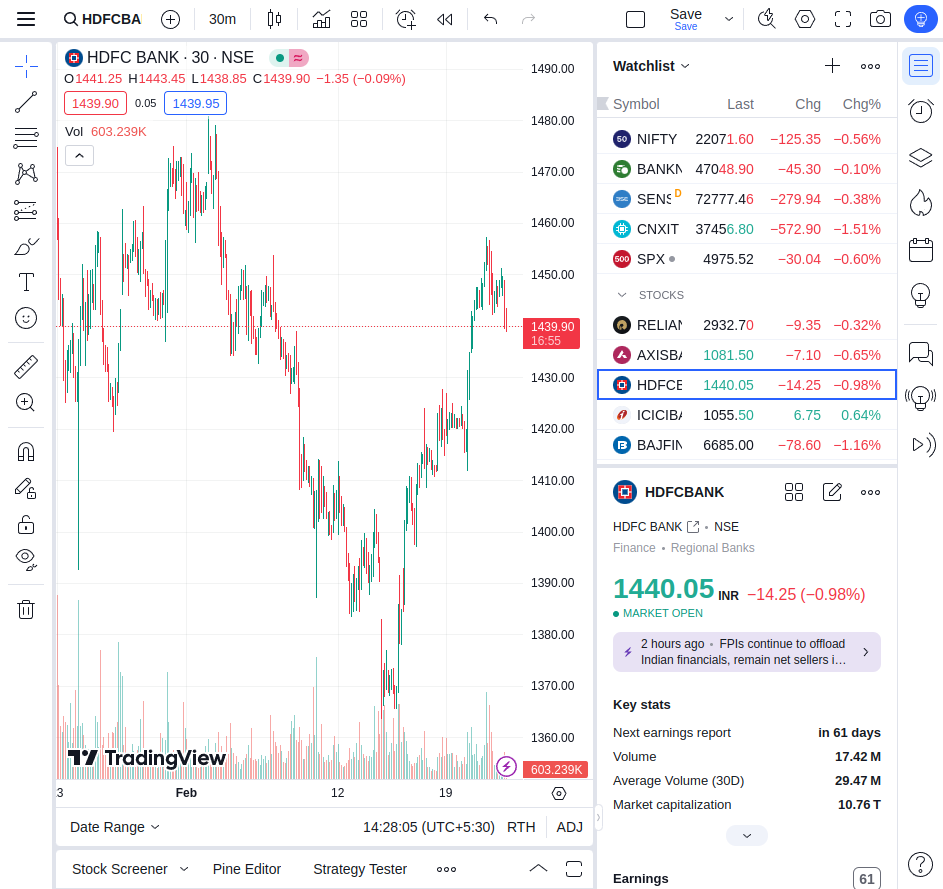 HDFCBA
30m
Save
Save
HDFC BANK · 30 · NSE
≈
O1441.25 H1443.45 L1438.85 C1439.90 −1.35 (−0.09%)
1439.90 0.05 1439.95
Vol 603.239K
1490.00
1480.00
1470.00
1460.00
1450.00
1439.90
16:55
1430.00
1420.00
1410.00
1400.00
1390.00
1380.00
1370.00
1360.00
603.239K
TradingView
3 Feb 12 19
Date Range 14:28:05 (UTC+5:30) RTH ADJ
Stock Screener Pine Editor Strategy Tester
Watchlist
Symbol Last Chg Chg%
50 NIFTY 22071.60 −125.35 −0.56%
BANKN 47048.90 −45.30 −0.10%
SENS D 72777.46 −279.94 −0.38%
CNXIT 37456.80 −572.90 −1.51%
500 SPX 4975.52 −30.04 −0.60%
STOCKS
RELIAN 2932.70 −9.35 −0.32%
AXISBA 1081.50 −7.10 −0.65%
HDFCB 1440.05 −14.25 −0.98%
ICICIBA 1055.50 6.75 0.64%
BAJFIN 6685.00 −78.60 −1.16%
HDFCBANK
HDFC BANK • NSE
Finance • Regional Banks
1440.05 INR −14.25 (−0.98%)
MARKET OPEN
2 hours ago • FPIs continue to offload
Indian financials, remain net sellers i…
Key stats
Next earnings report in 61 days
Volume 17.42 M
Average Volume (30D) 29.47 M
Market capitalization 10.76 T
Earnings 61